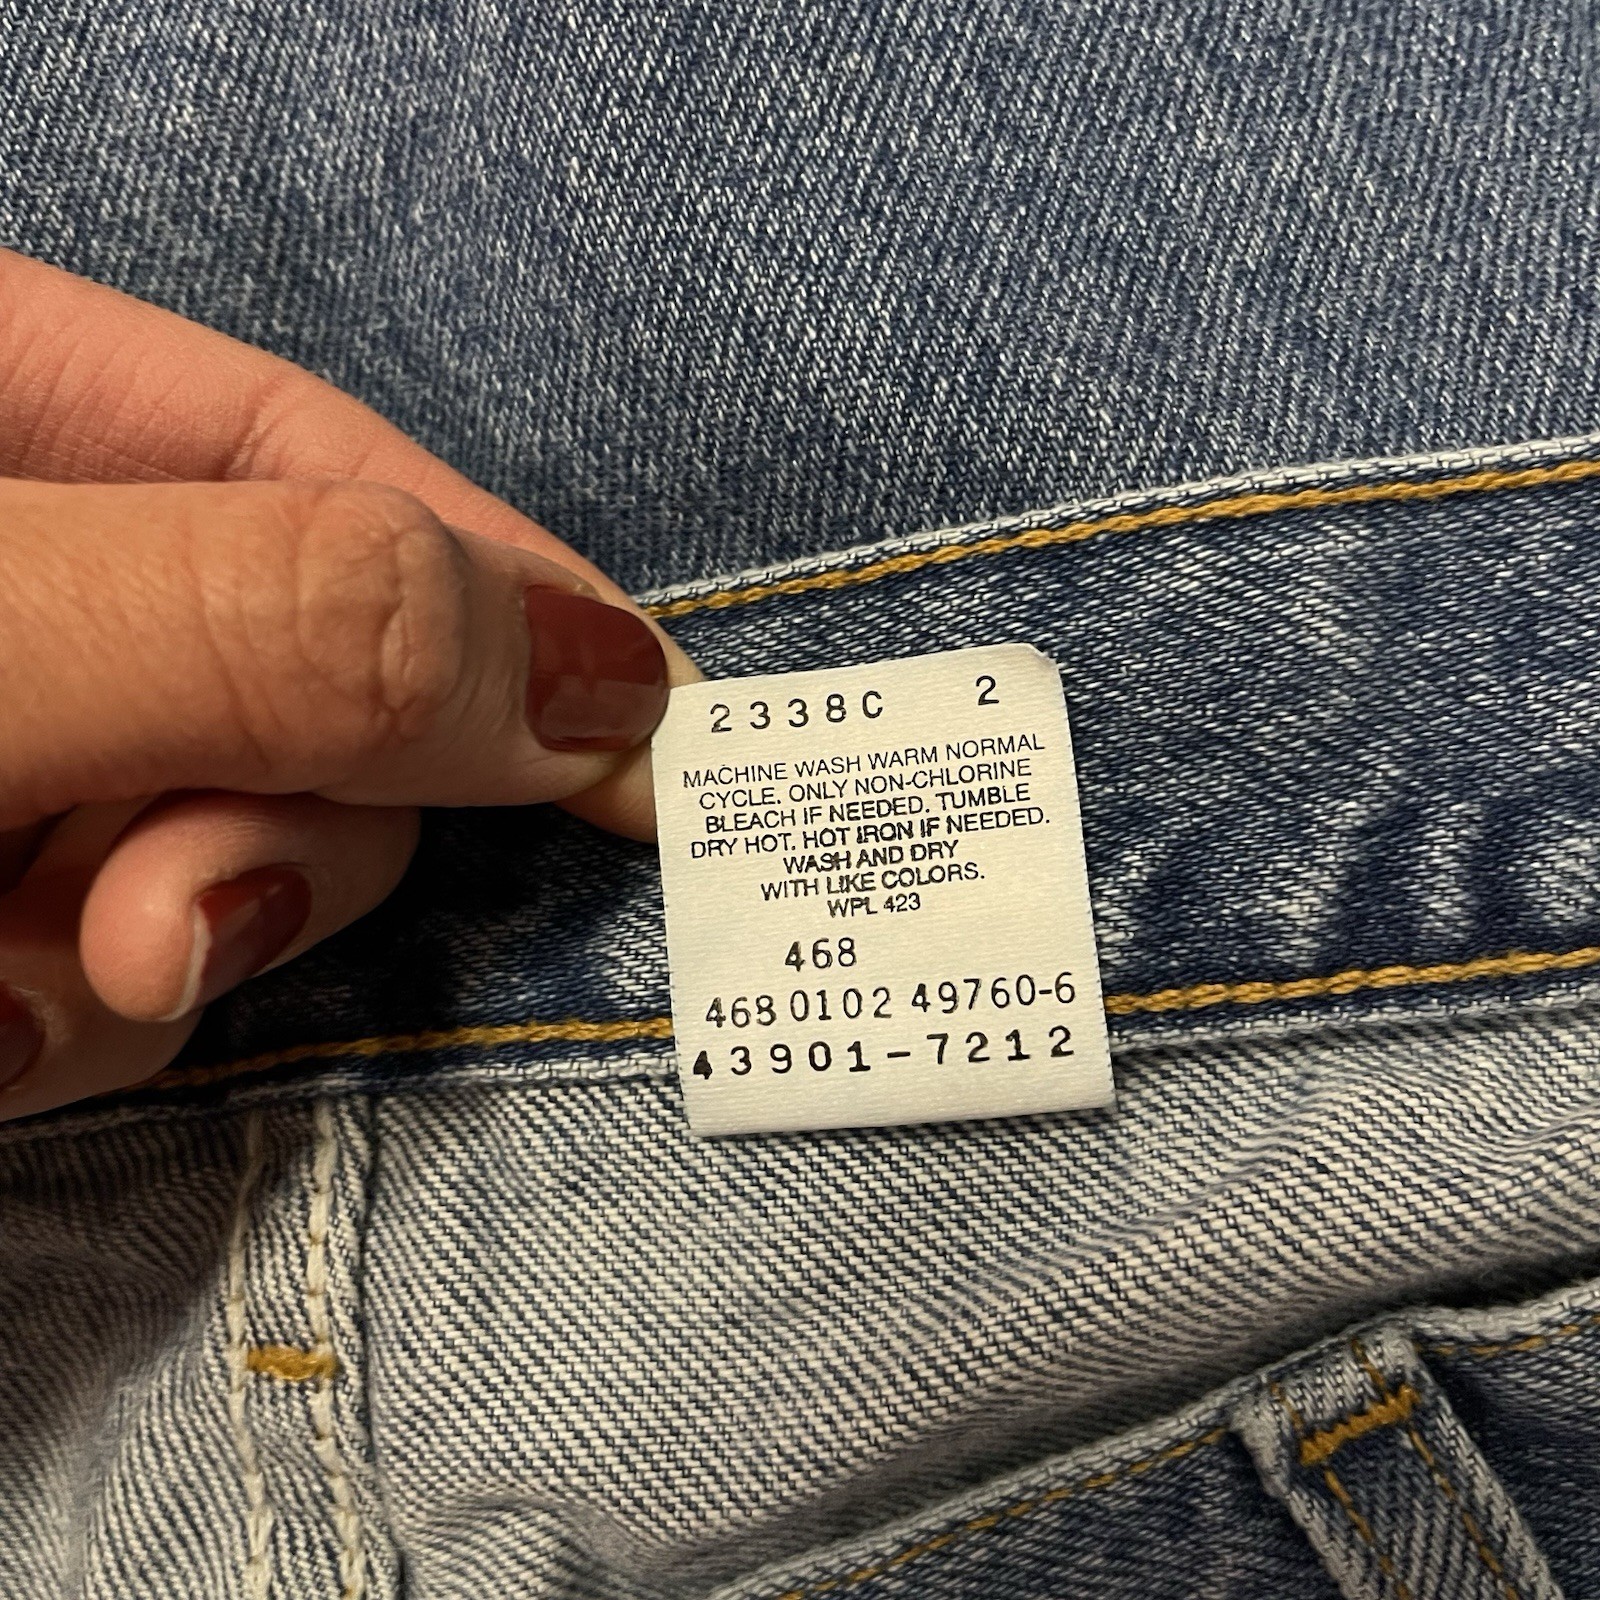 2338C 2
MACHINE WASH WARM NORMAL
CYCLE. ONLY NON-CHLORINE
BLEACH IF NEEDED. TUMBLE
DRY HOT. HOT IRON IF NEEDED.
WASH AND DRY
WITH LIKE COLORS.
WPL 423
468
468 0102 49760-6
43901-7212